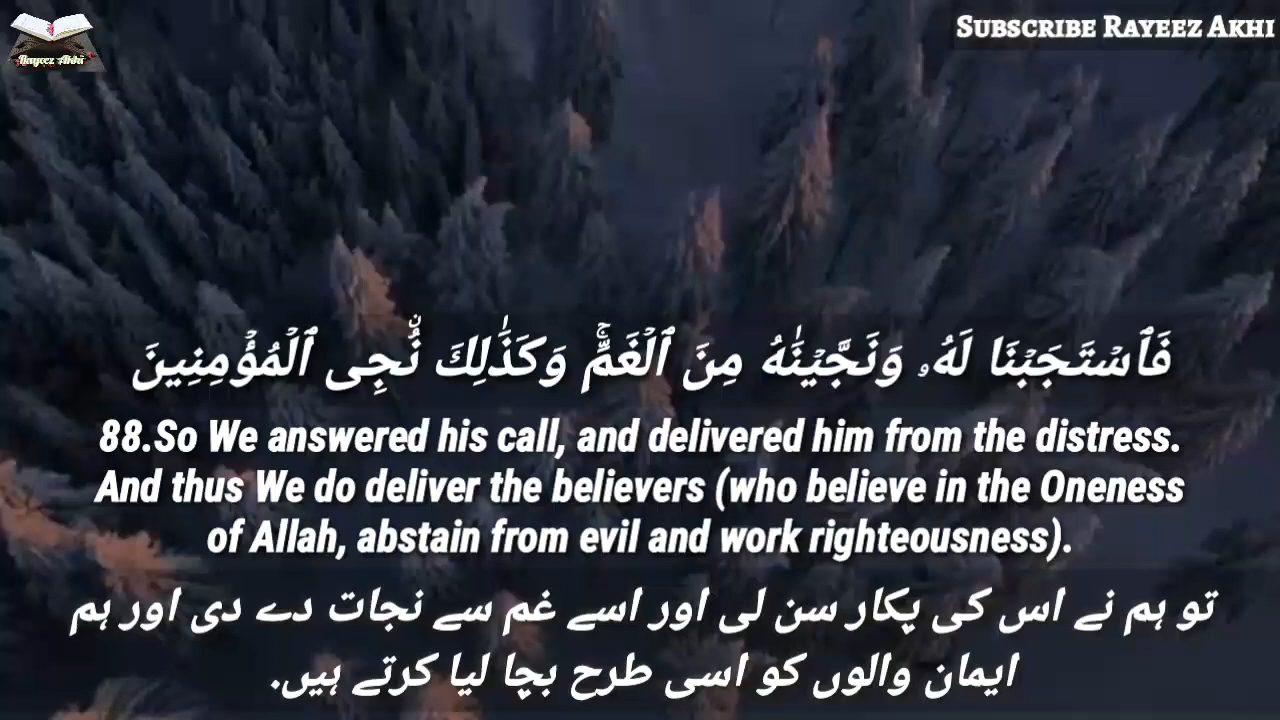 Rayeez Akhi
SUBSCRIBE RAYEEZ AKHI
فَٱسْتَجَبْنَا لَهُۥ وَنَجَّيْنَٰهُ مِنَ ٱلْغَمِّۚ وَكَذَٰلِكَ نُۨجِى ٱلْمُؤْمِنِينَ
88.So We answered his call, and delivered him from the distress.
And thus We do deliver the believers (who believe in the Oneness
of Allah, abstain from evil and work righteousness).
تو ہم نے اس کی پکار سن لی اور اسے غم سے نجات دے دی اور ہم
ایمان والوں کو اسی طرح بچا لیا کرتے ہیں.